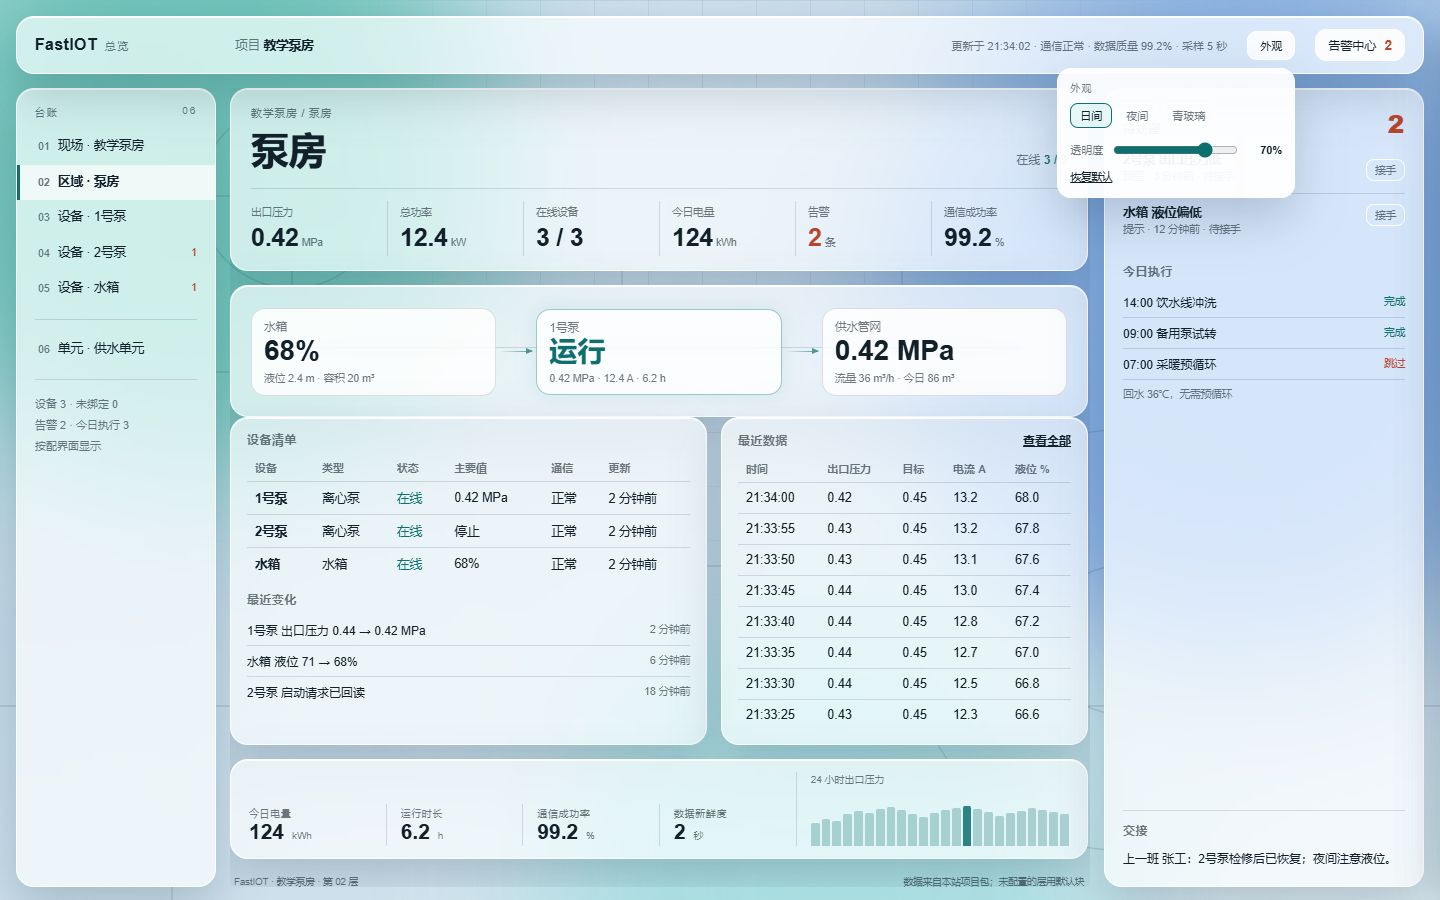 FastIOT 总览
项目 教学泵房
更新于 21:34:02 · 通信正常 · 数据质量 99.2% · 采样 5 秒
外观
告警中心 2
台账 06
01 现场 · 教学泵房
02 区域 · 泵房
03 设备 · 1号泵
04 设备 · 2号泵 1
05 设备 · 水箱 1
06 单元 · 供水单元
设备 3 · 未绑定 0
告警 2 · 今日执行 3
按配界面显示
教学泵房 / 泵房
泵房
在线 3 /
出口压力
0.42 MPa
总功率
12.4 kW
在线设备
3 / 3
今日电量
124 kWh
告警
2 条
通信成功率
99.2 %
外观
日间 夜间 青玻璃
透明度 70%
恢复默认
水箱
68%
液位 2.4 m · 容积 20 m³
1号泵
运行
0.42 MPa · 12.4 A · 6.2 h
供水管网
0.42 MPa
流量 36 m³/h · 今日 86 m³
设备清单
设备 类型 状态 主要值 通信 更新
1号泵 离心泵 在线 0.42 MPa 正常 2 分钟前
2号泵 离心泵 在线 停止 正常 2 分钟前
水箱 水箱 在线 68% 正常 2 分钟前
最近变化
1号泵 出口压力 0.44 → 0.42 MPa 2 分钟前
水箱 液位 71 → 68% 6 分钟前
2号泵 启动请求已回读 18 分钟前
最近数据 查看全部
时间 出口压力 目标 电流 A 液位 %
21:34:00 0.42 0.45 13.2 68.0
21:33:55 0.43 0.45 13.2 67.8
21:33:50 0.43 0.45 13.1 67.6
21:33:45 0.44 0.45 13.0 67.4
21:33:40 0.44 0.45 12.8 67.2
21:33:35 0.44 0.45 12.7 67.0
21:33:30 0.44 0.45 12.5 66.8
21:33:25 0.43 0.45 12.3 66.6
今日电量
124 kWh
运行时长
6.2 h
通信成功率
99.2 %
数据新鲜度
2 秒
24 小时出口压力
FastIOT · 教学泵房 · 第 02 层
数据来自本站项目包；未配置的层用默认块
2
接手
水箱 液位偏低
提示 · 12 分钟前 · 待接手
接手
今日执行
14:00 饮水线冲洗 完成
09:00 备用泵试转 完成
07:00 采暖预循环 跳过
回水 36°C，无需预循环
交接
上一班 张工：2号泵检修后已恢复；夜间注意液位。